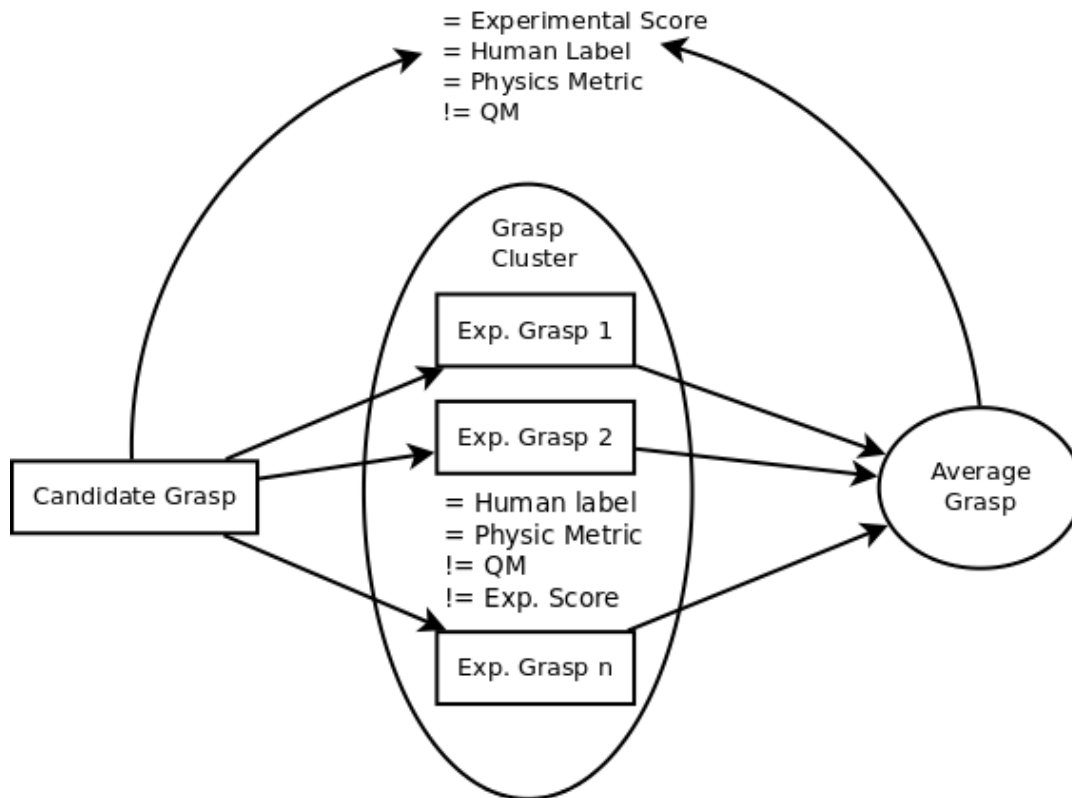 = Experimental Score
= Human Label
= Physics Metric
!= QM
Grasp
Cluster
Exp. Grasp 1
Exp. Grasp 2
= Human label
= Physic Metric
!= QM
!= Exp. Score
Exp. Grasp n
Candidate Grasp
Average
Grasp